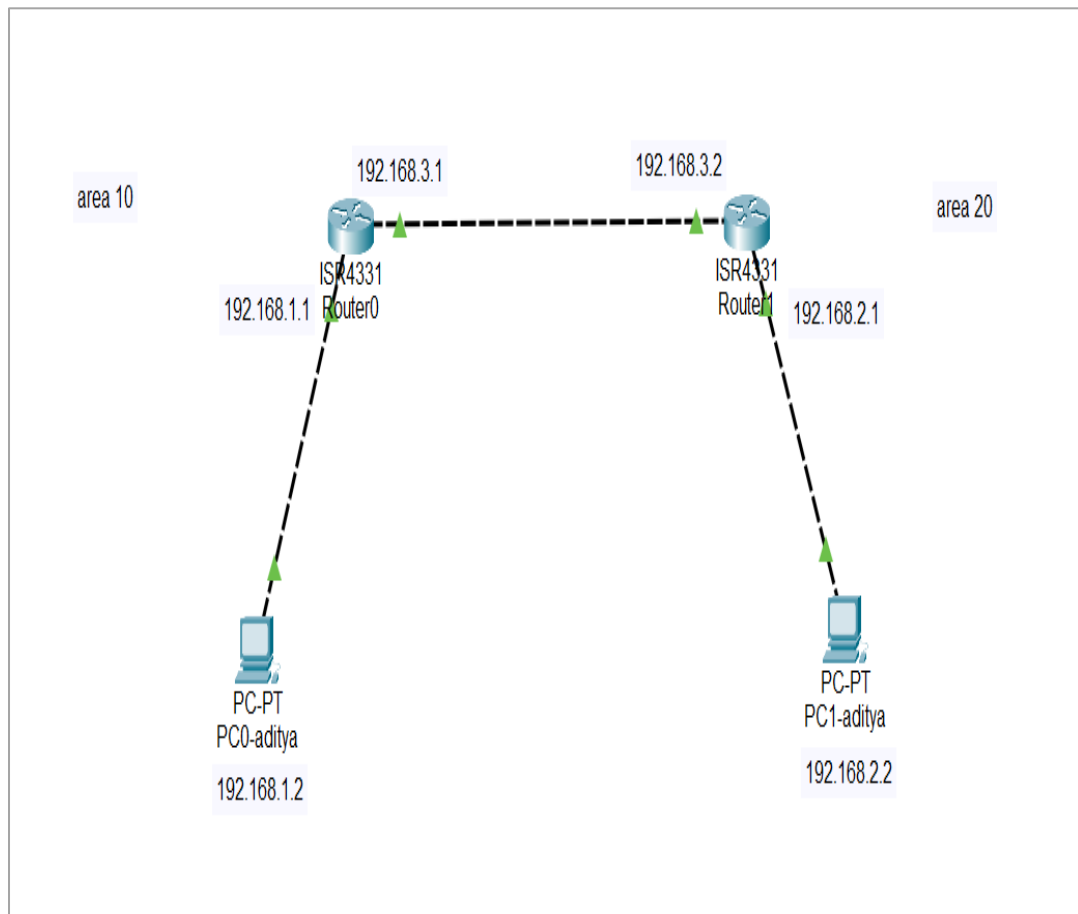 192.168.3.1
192.168.3.2
area 10
area 20
ISR4331
Router0
ISR4331
Router1
192.168.1.1
192.168.2.1
PC-PT
PC0-aditya
192.168.1.2
PC-PT
PC1-aditya
192.168.2.2